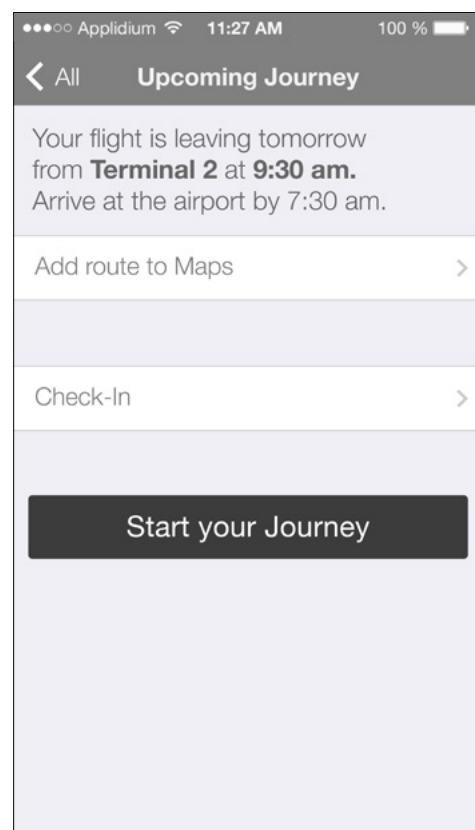 Applidium 11:27 AM 100 %
All Upcoming Journey
Your flight is leaving tomorrow
from Terminal 2 at 9:30 am.
Arrive at the airport by 7:30 am.
Add route to Maps
Check-In
Start your Journey